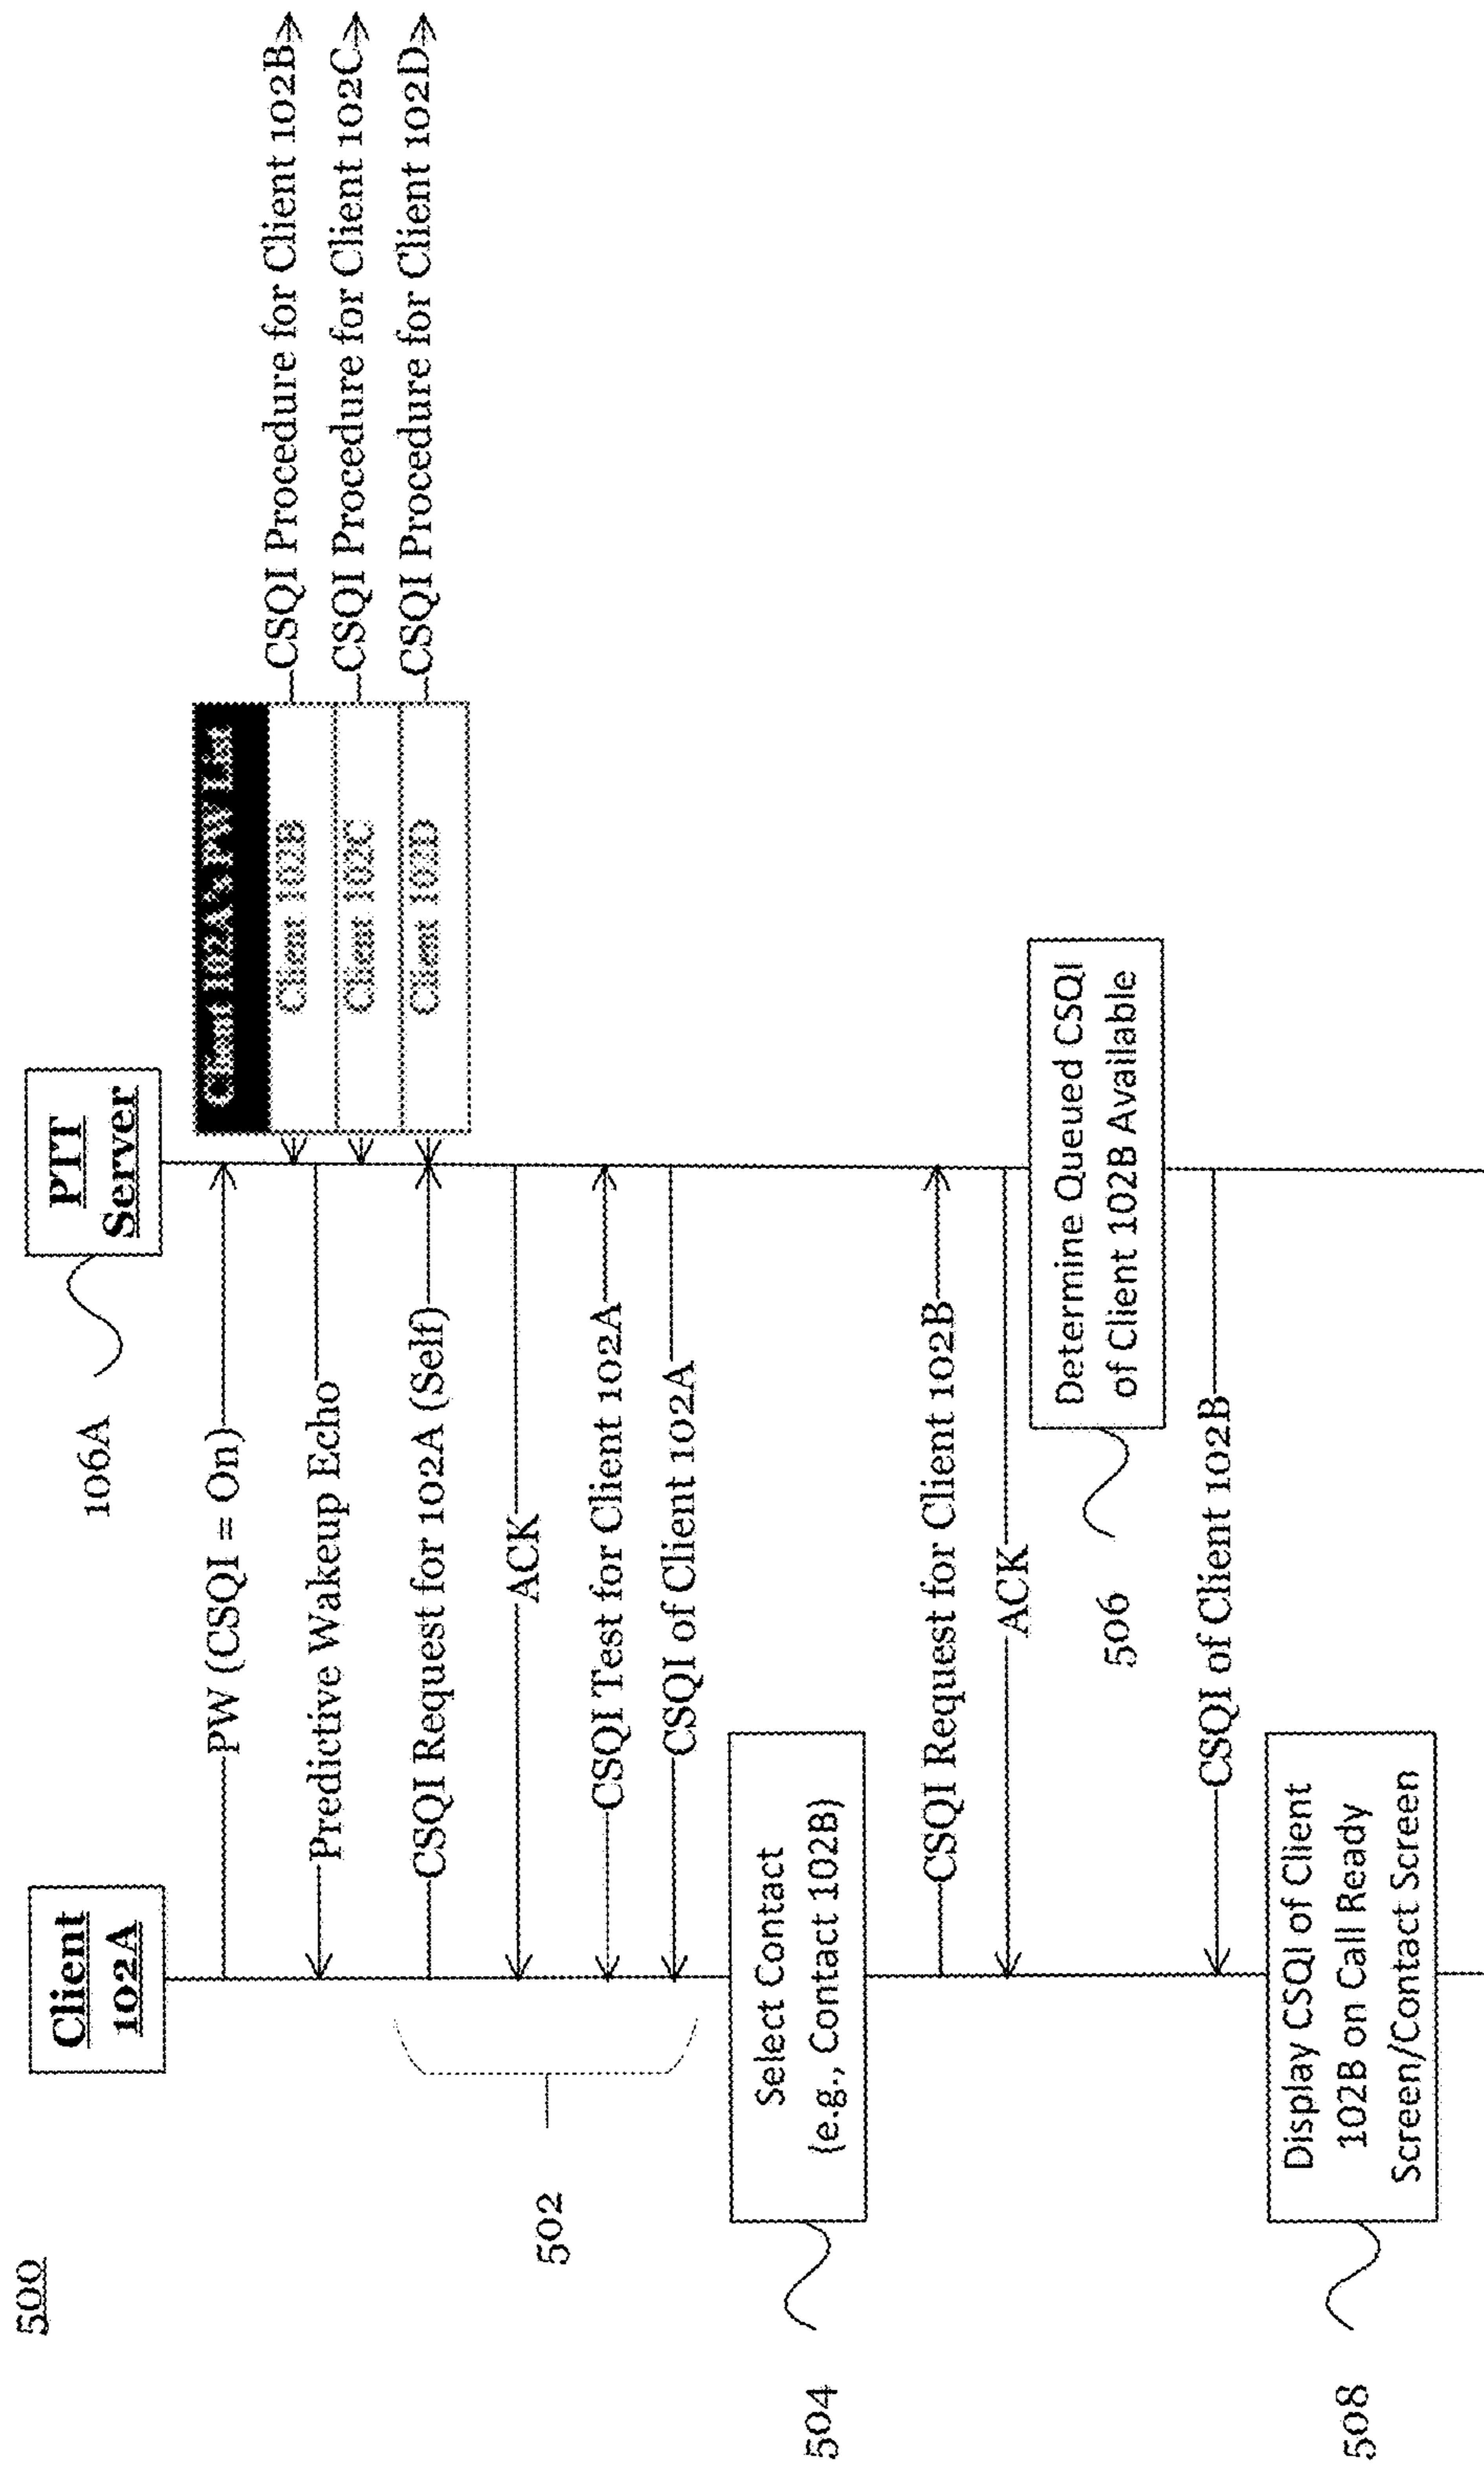 500
Client
102A
PTT
Server
106A
PW (CSQI = On)
Client 102A's PW List
Client 102B
Client 102C
Client 102D
CSQI Procedure for Client 102B
CSQI Procedure for Client 102C
CSQI Procedure for Client 102D
Predictive Wakeup Echo
CSQI Request for 102A (Self)
ACK
CSQI Test for Client 102A
CSQI of Client 102A
502
Select Contact
(e.g., Contact 102B)
504
CSQI Request for Client 102B
ACK
Determine Queued CSQI
of Client 102B Available
506
CSQI of Client 102B
Display CSQI of Client
102B on Call Ready
Screen/Contact Screen
508